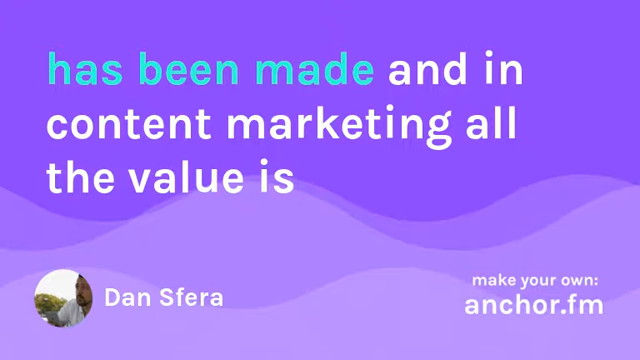 has been made and in
content marketing all
the value is
Dan Sfera
make your own:
anchor.fm